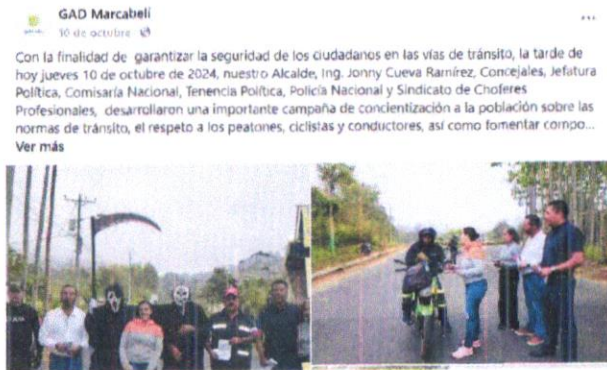 GAD Marcabelí
10 de octubre
Con la finalidad de garantizar la seguridad de los ciudadanos en las vías de tránsito, la tarde de
hoy jueves 10 de octubre de 2024, nuestro Alcalde, Ing. Jonny Cueva Ramírez, Concejales, Jefatura
Política, Comisaría Nacional, Tenencia Política, Policía Nacional y Sindicato de Choferes
Profesionales, desarrollaron una importante campaña de concientización a la población sobre las
normas de tránsito, el respeto a los peatones, ciclistas y conductores, así como fomentar compo...
Ver más